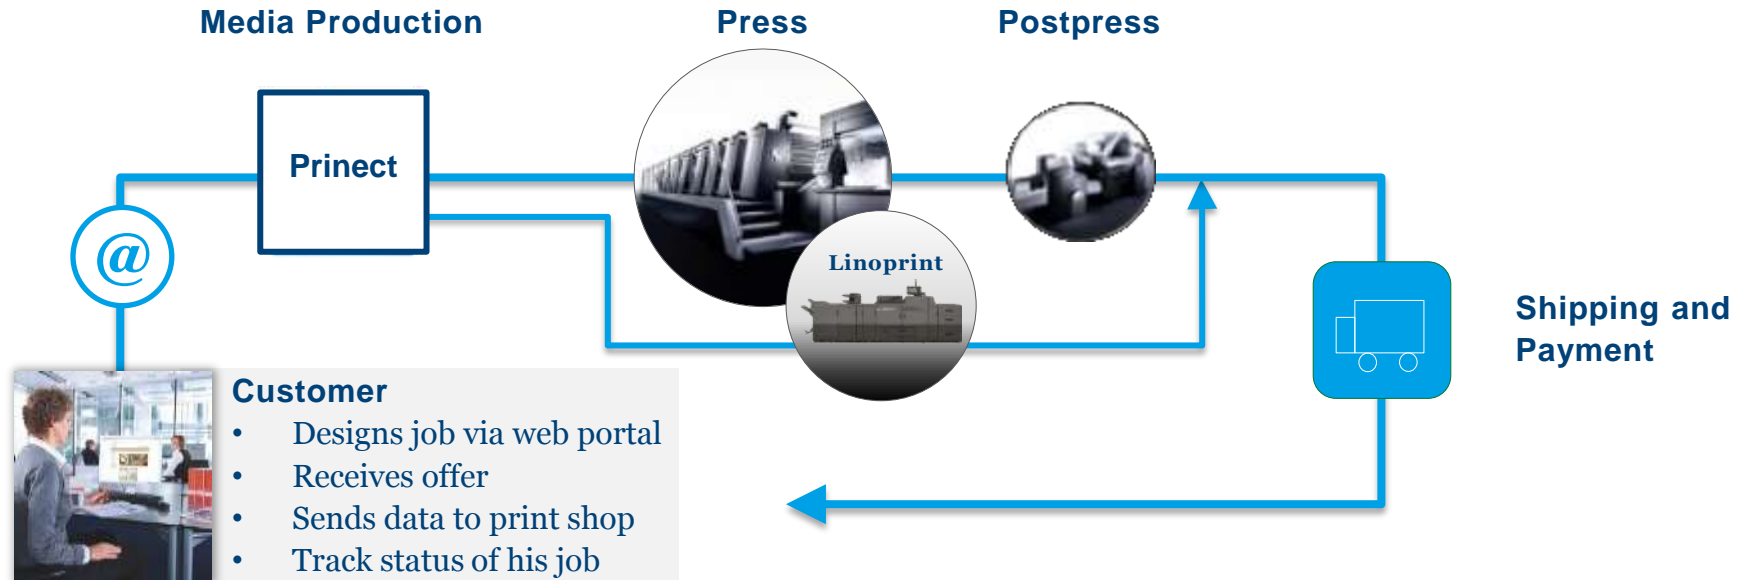 Media Production
Press
Postpress
Prinect
@
Linoprint
Shipping and
Payment
Customer
• Designs job via web portal
• Receives offer
• Sends data to print shop
• Track status of his job